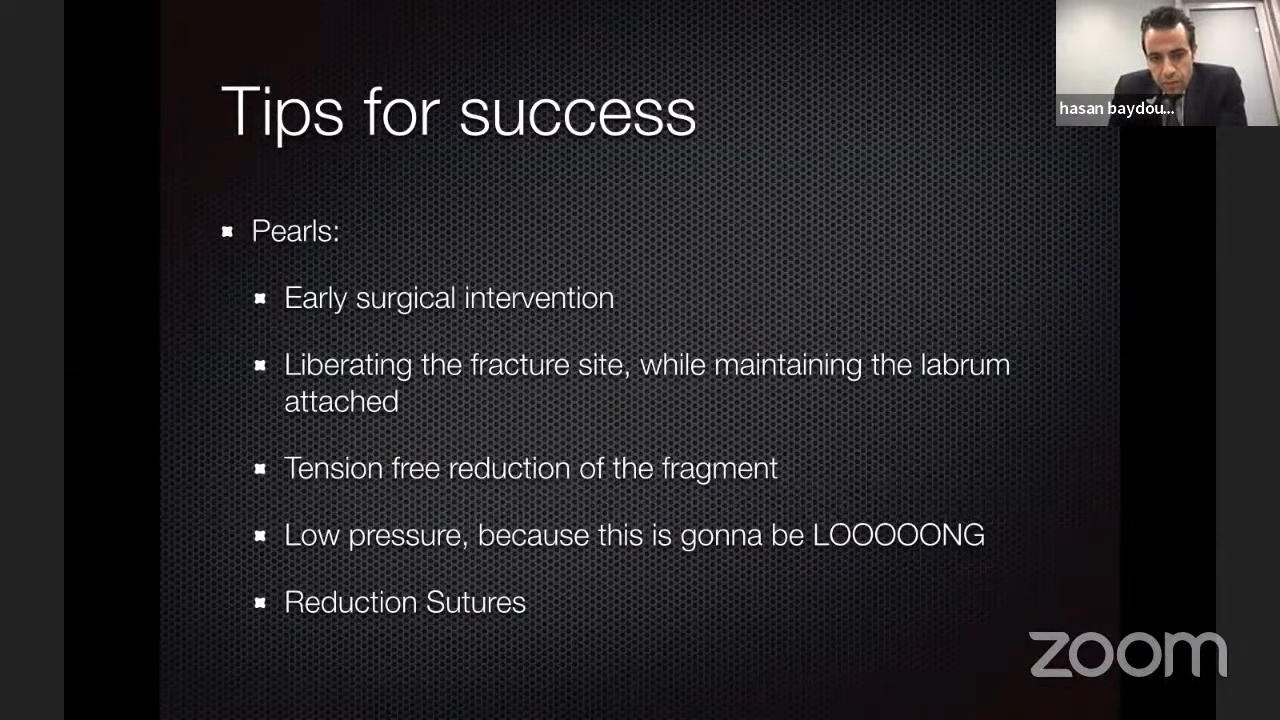 Tips for success
hasan baydou...
Pearls:
Early surgical intervention
Liberating the fracture site, while maintaining the labrum
attached
Tension free reduction of the fragment
Low pressure, because this is gonna be LOOOOONG
Reduction Sutures
zoom